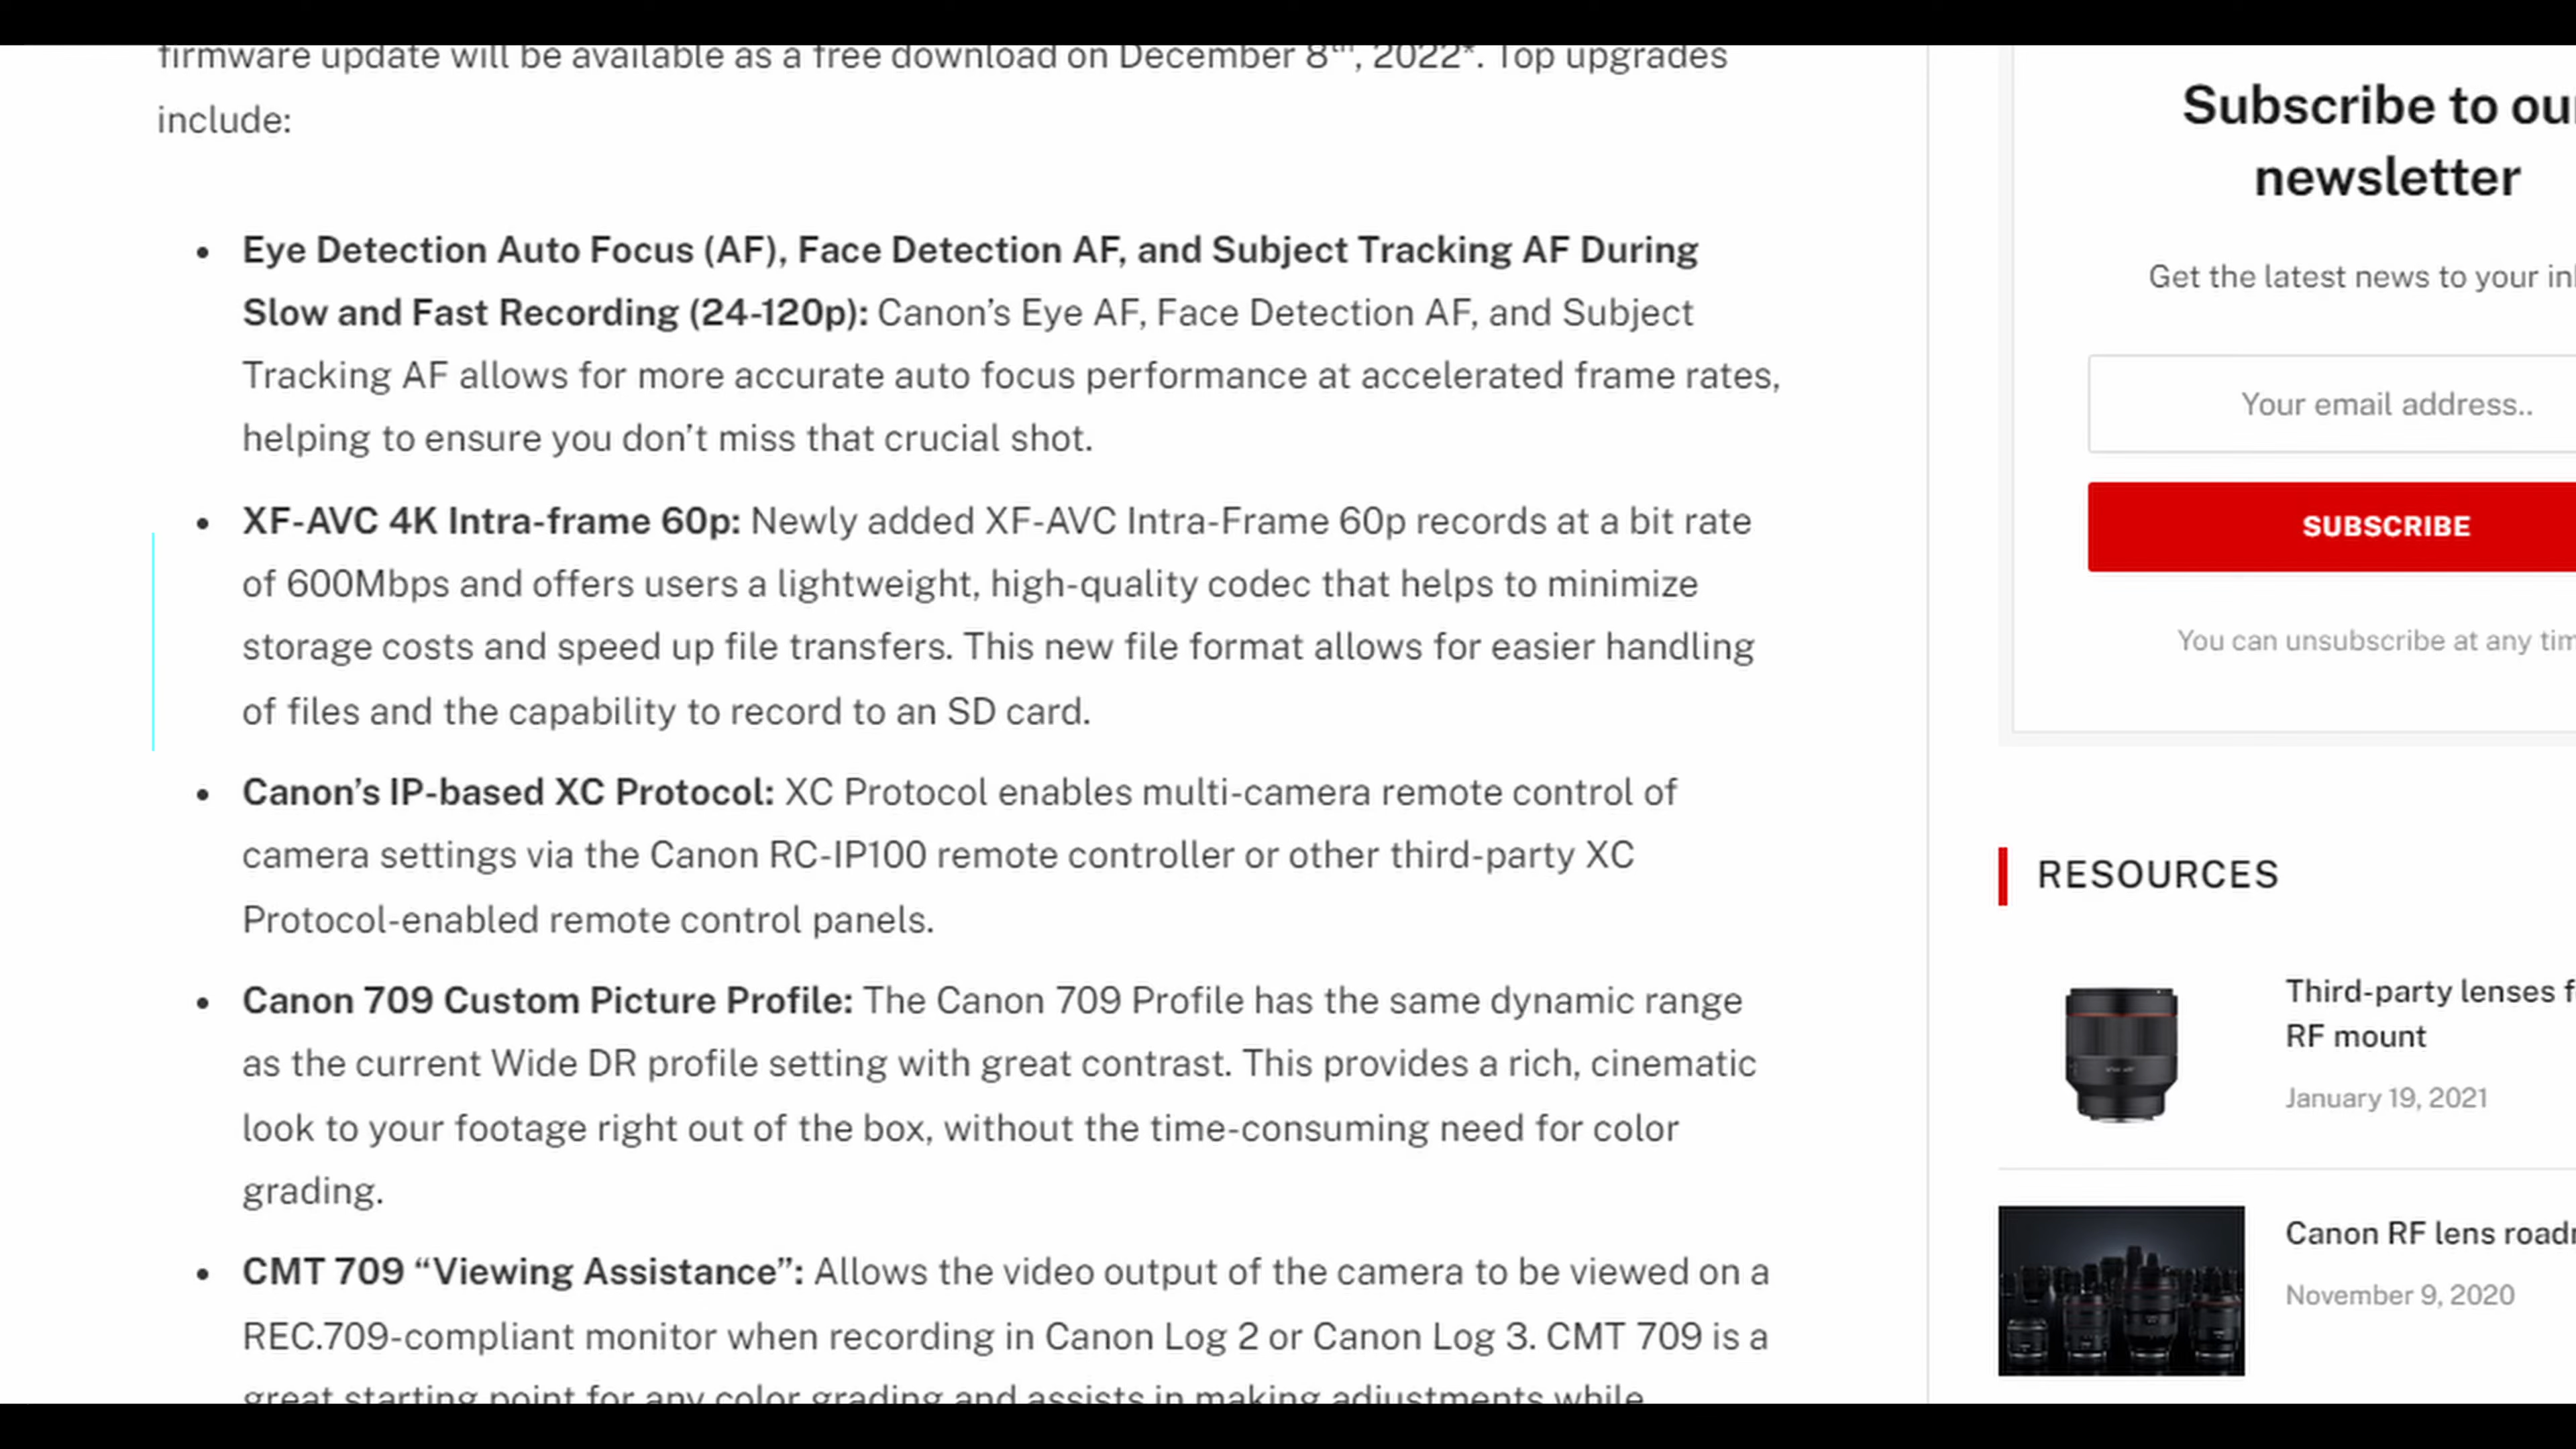 firmware update will be available as a free download on December 8th, 2022*. Top upgrades
include:
• Eye Detection Auto Focus (AF), Face Detection AF, and Subject Tracking AF During
Slow and Fast Recording (24-120p): Canon’s Eye AF, Face Detection AF, and Subject
Tracking AF allows for more accurate auto focus performance at accelerated frame rates,
helping to ensure you don’t miss that crucial shot.
• XF-AVC 4K Intra-frame 60p: Newly added XF-AVC Intra-Frame 60p records at a bit rate
of 600Mbps and offers users a lightweight, high-quality codec that helps to minimize
storage costs and speed up file transfers. This new file format allows for easier handling
of files and the capability to record to an SD card.
• Canon’s IP-based XC Protocol: XC Protocol enables multi-camera remote control of
camera settings via the Canon RC-IP100 remote controller or other third-party XC
Protocol-enabled remote control panels.
• Canon 709 Custom Picture Profile: The Canon 709 Profile has the same dynamic range
as the current Wide DR profile setting with great contrast. This provides a rich, cinematic
look to your footage right out of the box, without the time-consuming need for color
grading.
• CMT 709 “Viewing Assistance”: Allows the video output of the camera to be viewed on a
REC.709-compliant monitor when recording in Canon Log 2 or Canon Log 3. CMT 709 is a
great starting point for any color grading and assists in making adjustments while
Subscribe to ou
newsletter
Get the latest news to your in
Your email address..
SUBSCRIBE
You can unsubscribe at any tim
RESOURCES
Third-party lenses f
RF mount
January 19, 2021
Canon RF lens road
November 9, 2020